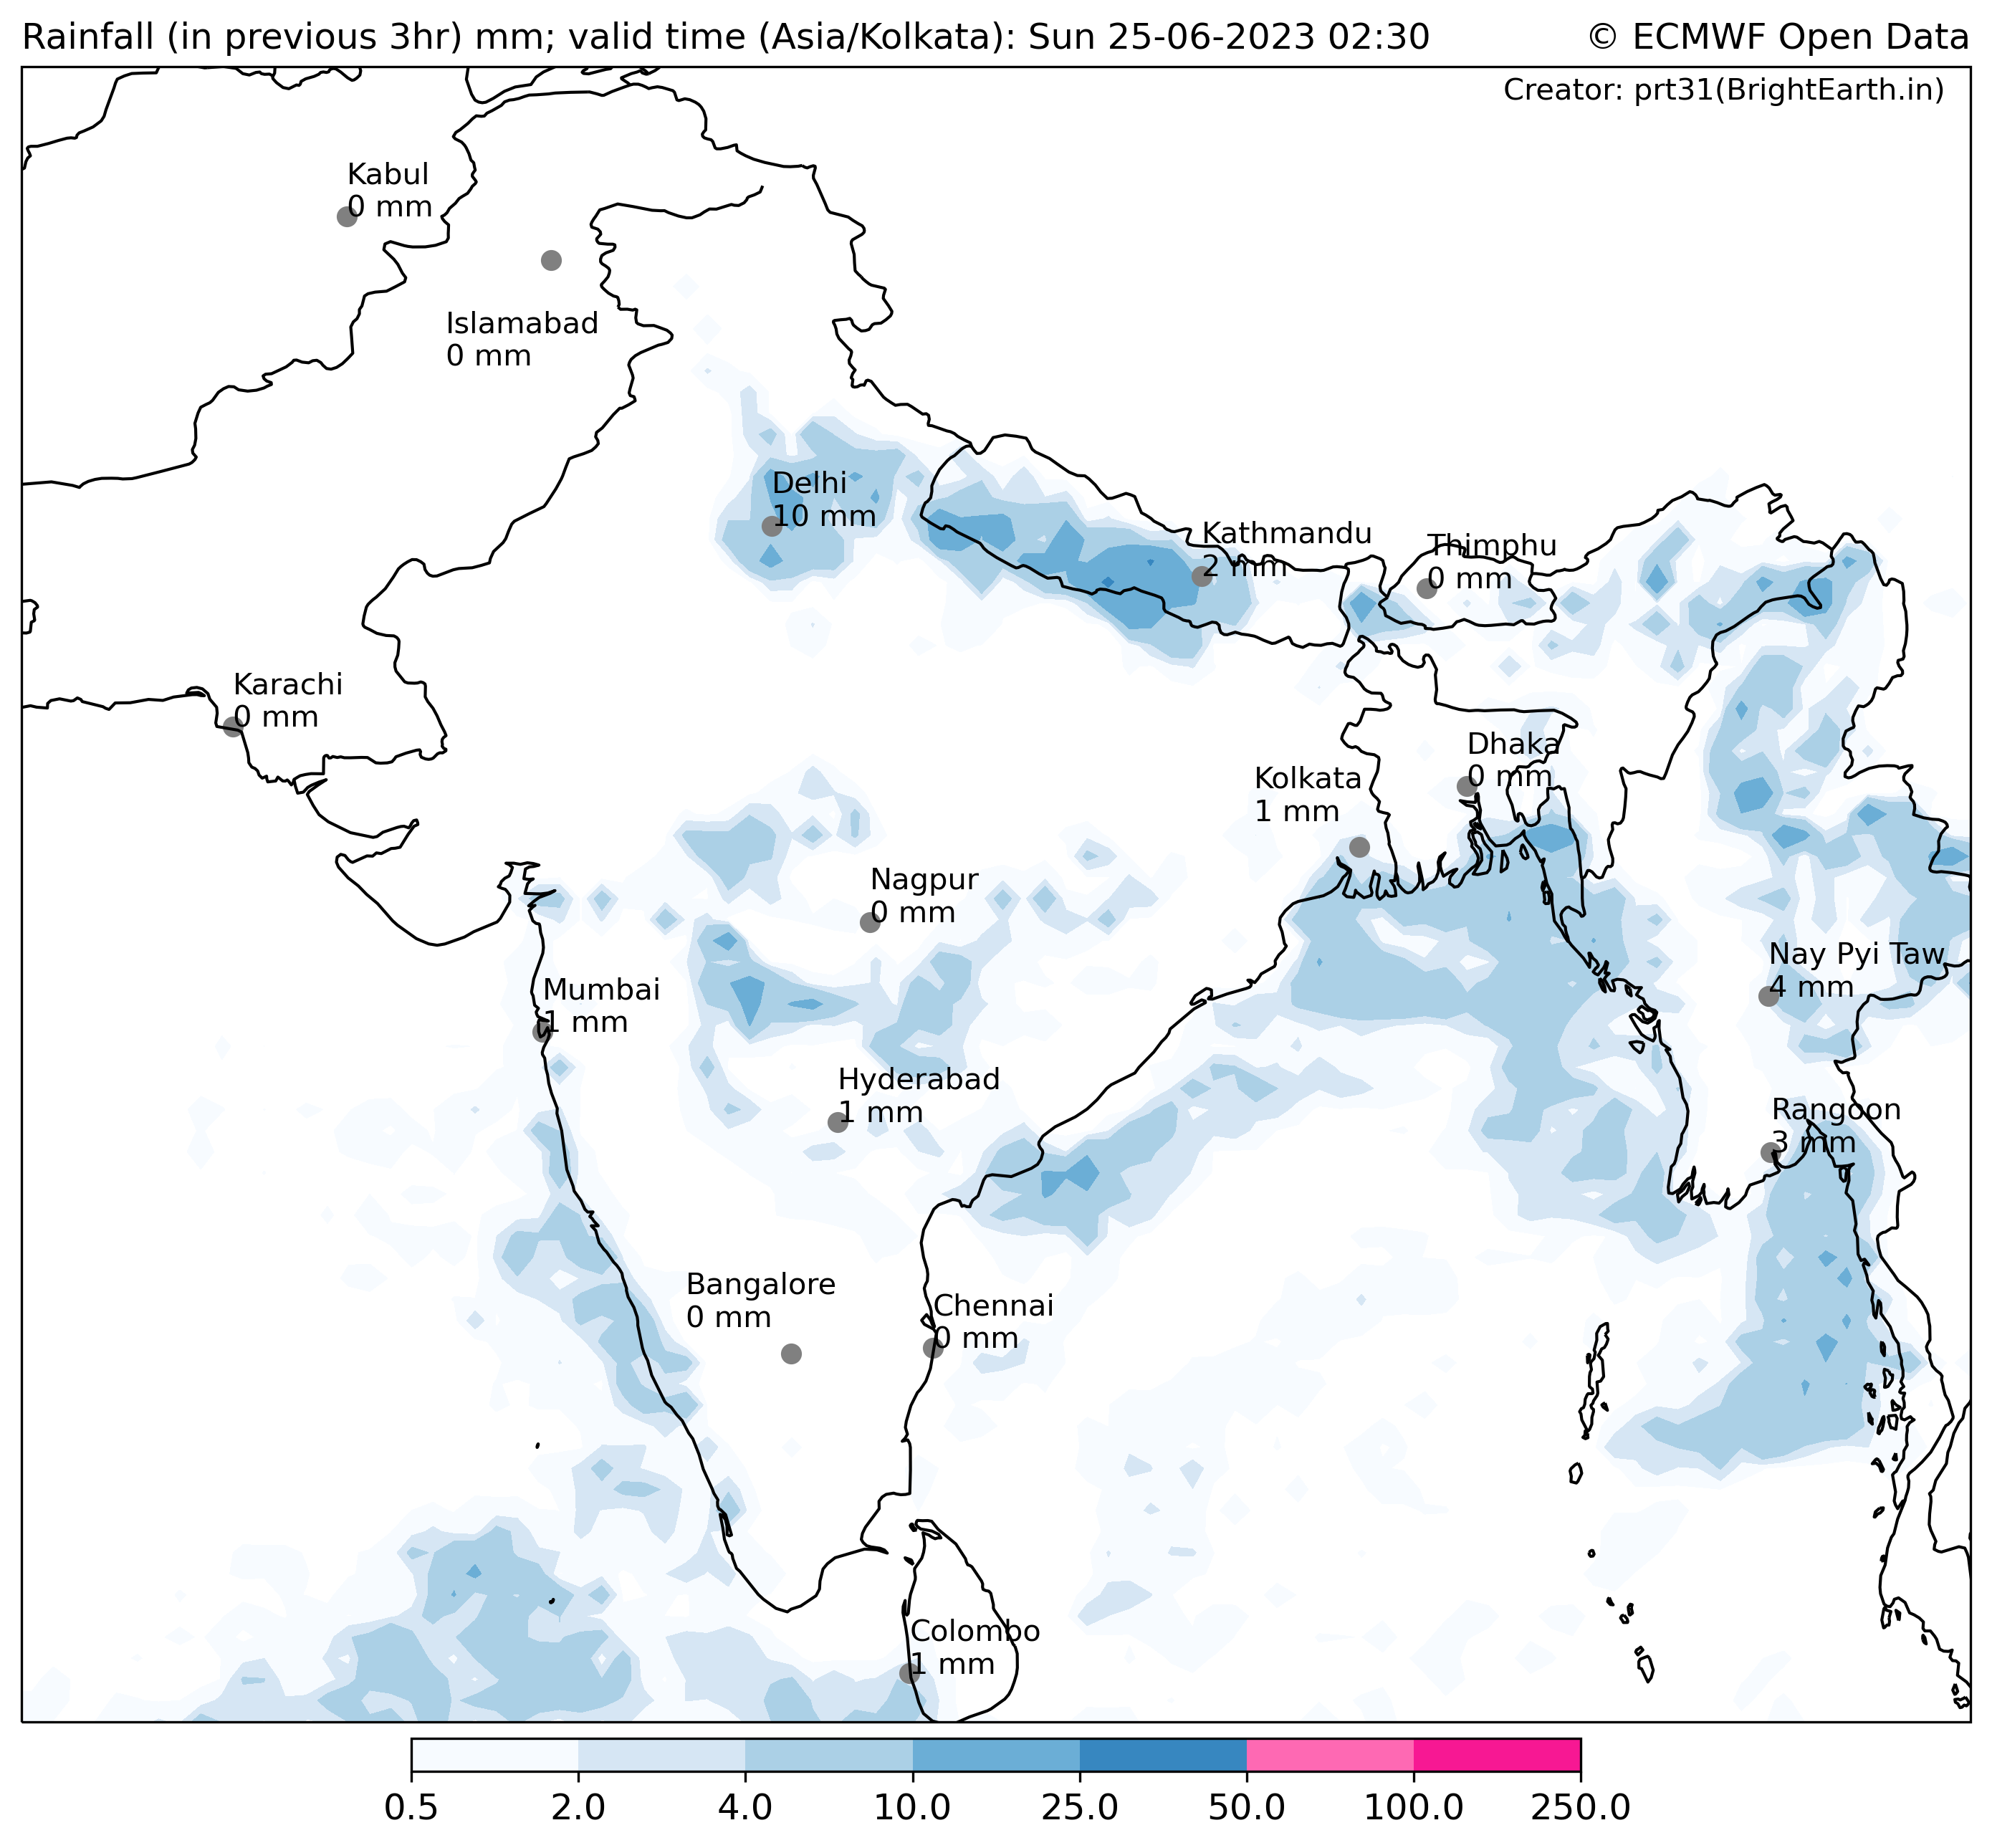 Rainfall (in previous 3hr) mm; valid time (Asia/Kolkata): Sun 25-06-2023 02:30
© ECMWF Open Data
Creator: prt31(BrightEarth.in)
Kabul
0 mm
Islamabad
0 mm
Delhi
10 mm
Kathmandu
2 mm
Thimphu
0 mm
Karachi
0 mm
Dhaka
0 mm
Kolkata
1 mm
Nagpur
0 mm
Nay Pyi Taw
4 mm
Mumbai
1 mm
Hyderabad
1 mm
Rangoon
3 mm
Bangalore
0 mm
Chennai
0 mm
Colombo
1 mm
0.5 2.0 4.0 10.0 25.0 50.0 100.0 250.0